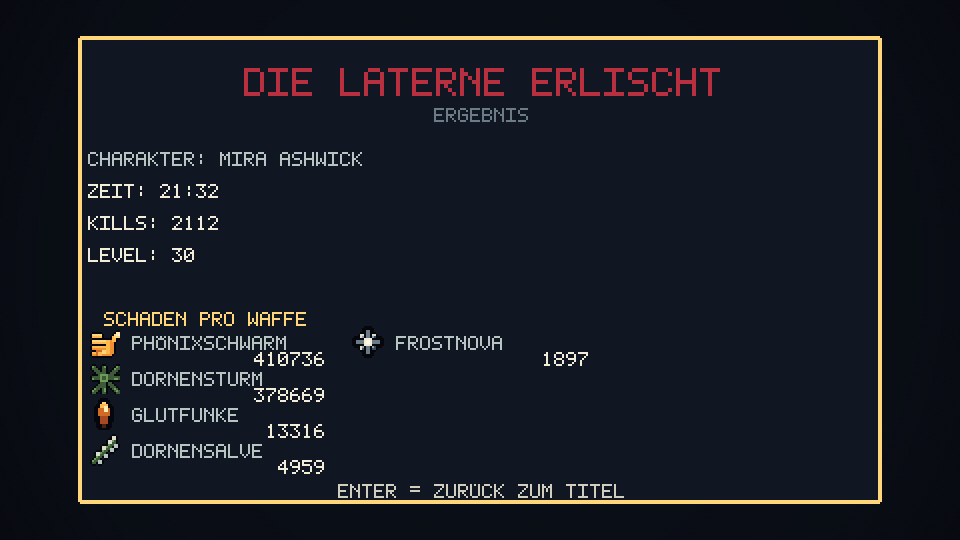 DIE LATERNE ERLISCHT
ERGEBNIS
CHARAKTER: MIRA ASHWICK
ZEIT: 21:32
KILLS: 2112
LEVEL: 30
SCHADEN PRO WAFFE
PHÖNIXSCHWARM
410736
FROSTNOVA
1897
DORNENSTURM
378669
GLUTFUNKE
13316
DORNENSALVE
4959
ENTER = ZURÜCK ZUM TITEL